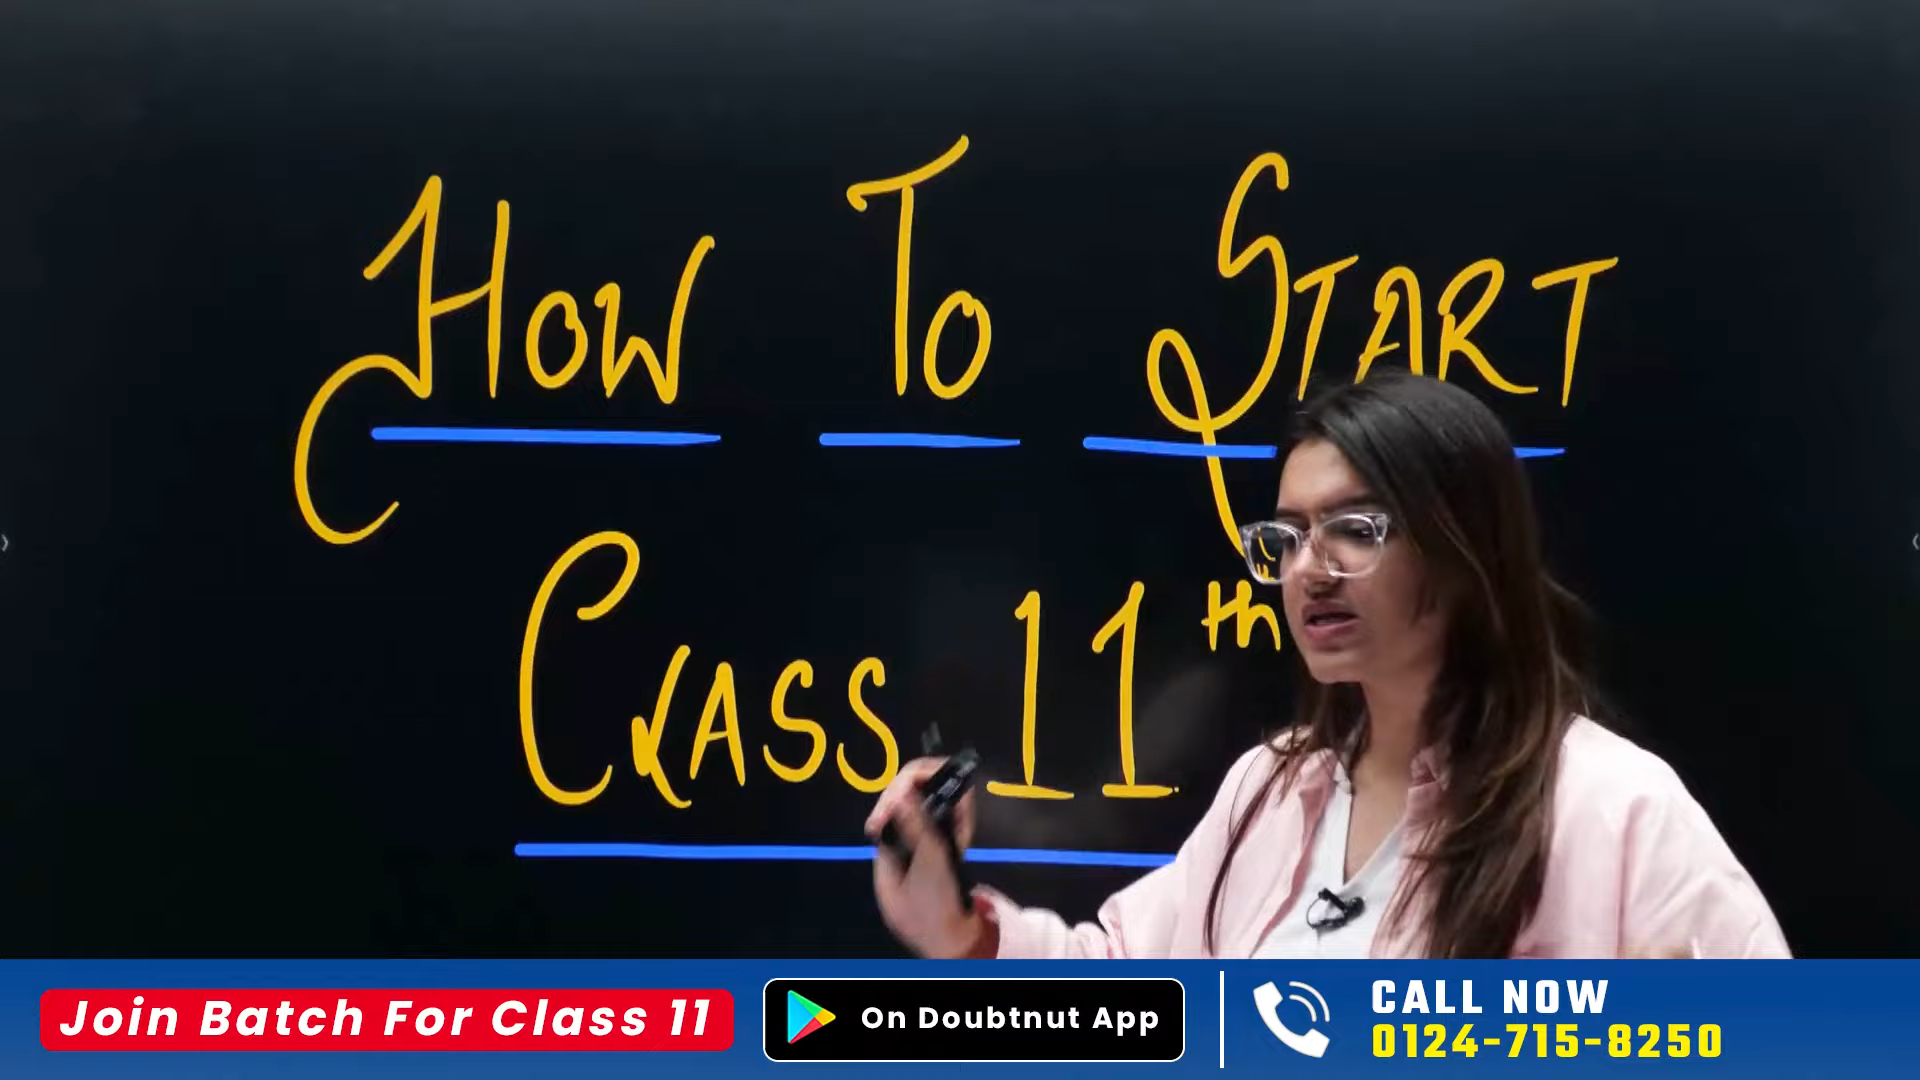 How To START
CLASS 11th
Join Batch For Class 11
On Doubtnut App
CALL NOW
0124-715-8250